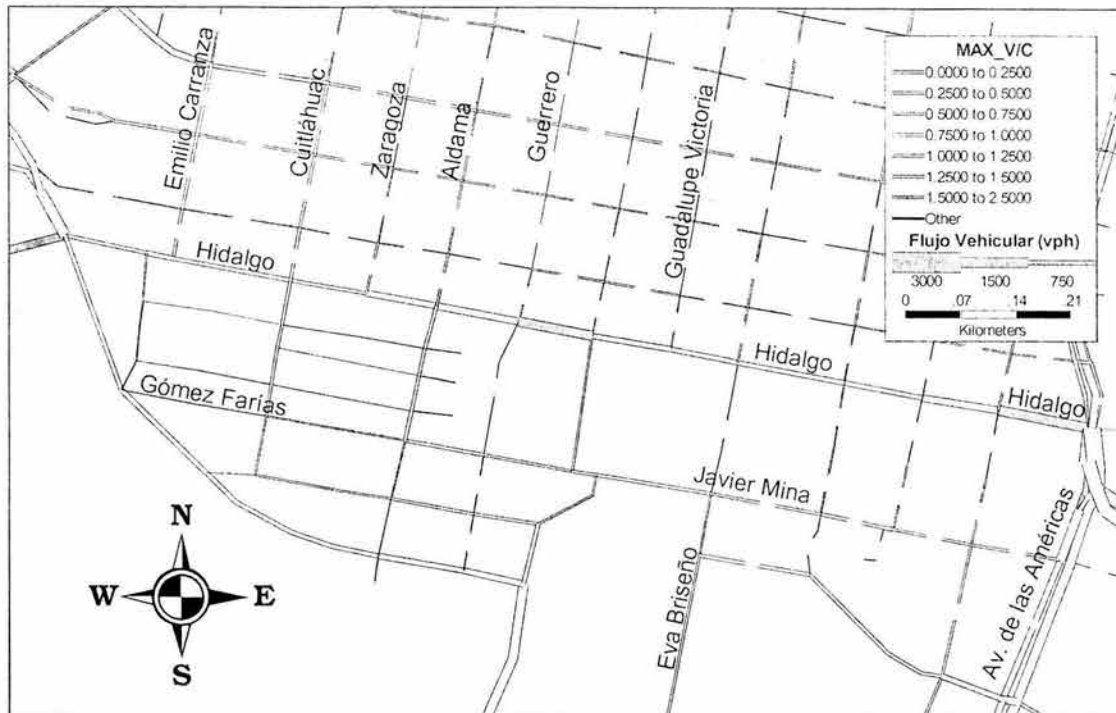 Emilio Carranza
Cuitláhuac
Zaragoza
Aldama
Guerrero
Guadalupe Victoria
MAX_V/C
0.0000 to 0.2500
0.2500 to 0.5000
0.5000 to 0.7500
0.7500 to 1.0000
1.0000 to 1.2500
1.2500 to 1.5000
1.5000 to 2.5000
Other
Flujo Vehicular (vph)
3000 1500 750
0 .07 .14 .21
Kilometers
Hidalgo
Hidalgo
Hidalgo
Gómez Farías
Javier Mina
Eva Briseño
Av. de las Américas
N
W E
S